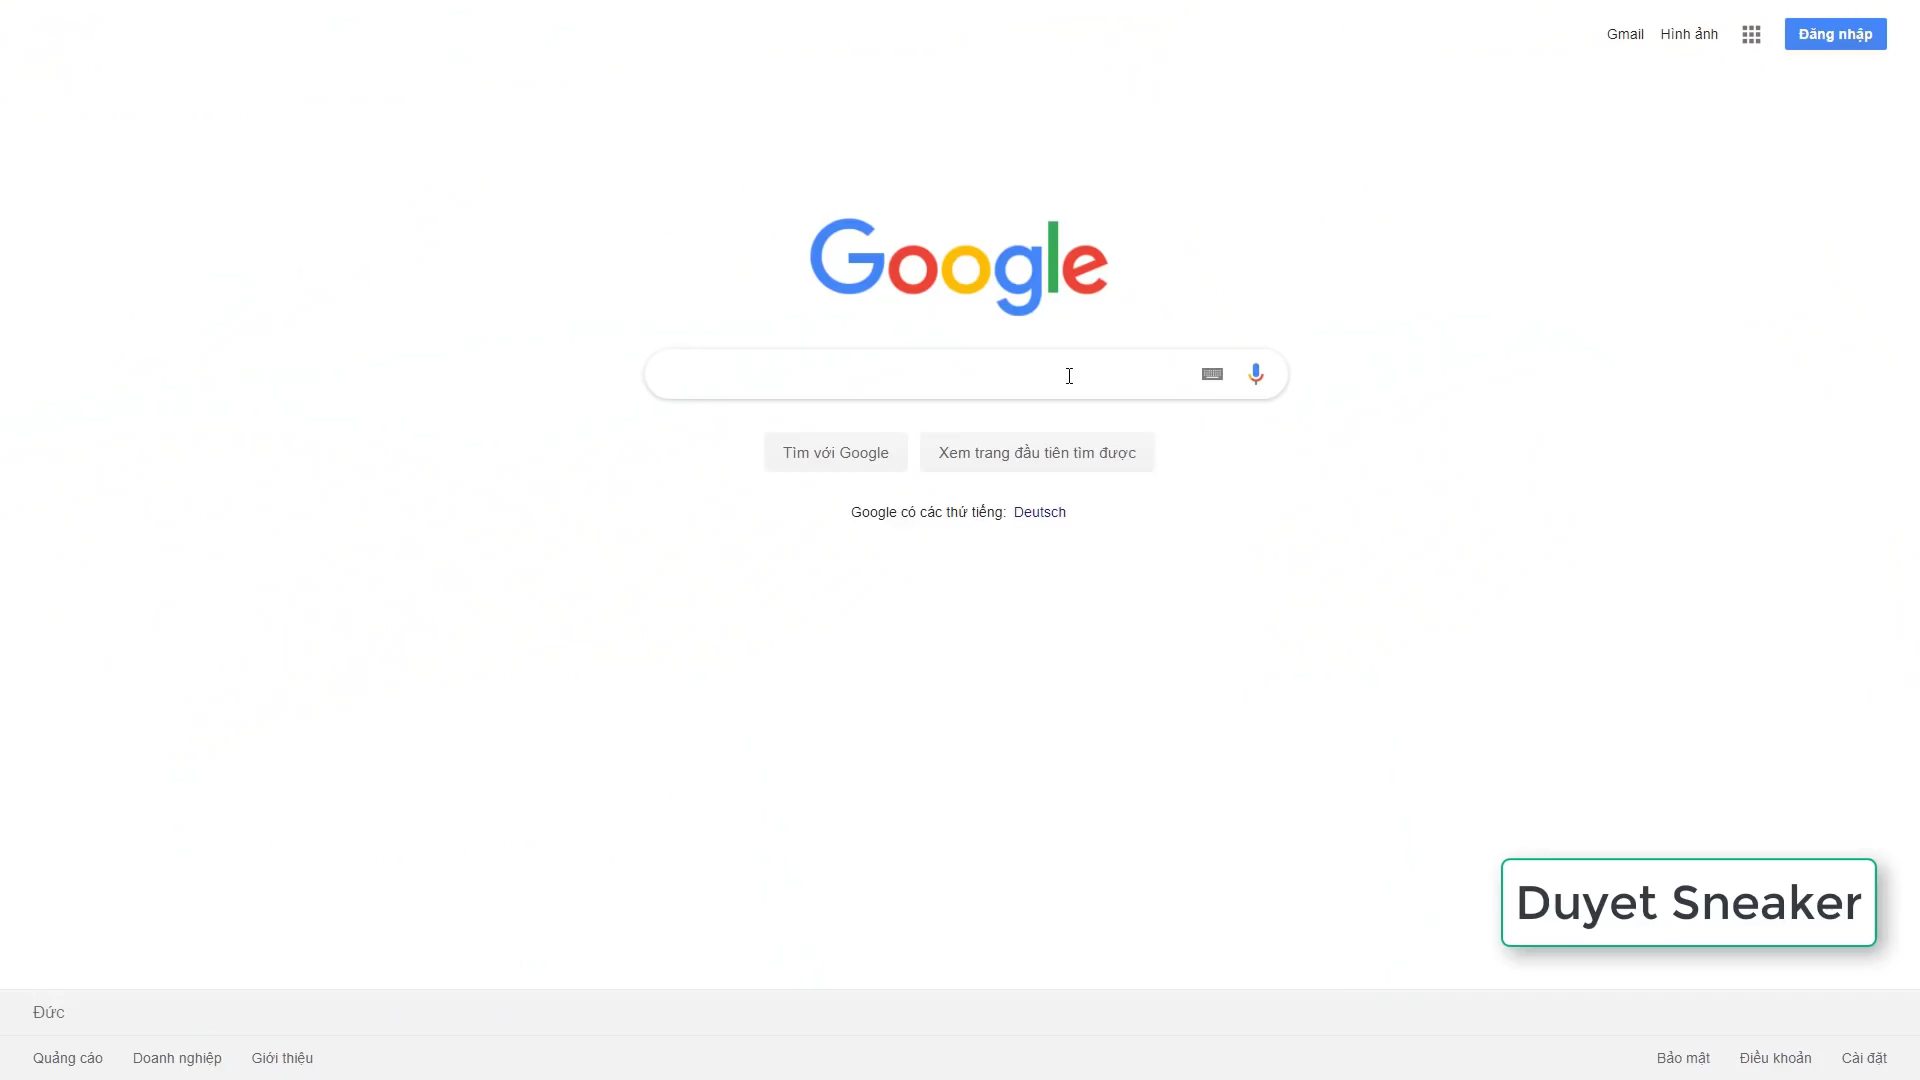 Gmail Hình ảnh Đăng nhập
Google
Tìm với Google Xem trang đầu tiên tìm được
Google có các thứ tiếng: Deutsch
Duyet Sneaker
Đức
Quảng cáo Doanh nghiệp Giới thiệu Bảo mật Điều khoản Cài đặt